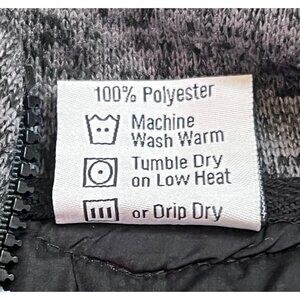 100% Polyester
Machine
Wash Warm
Tumble Dry
on Low Heat
or Drip Dry